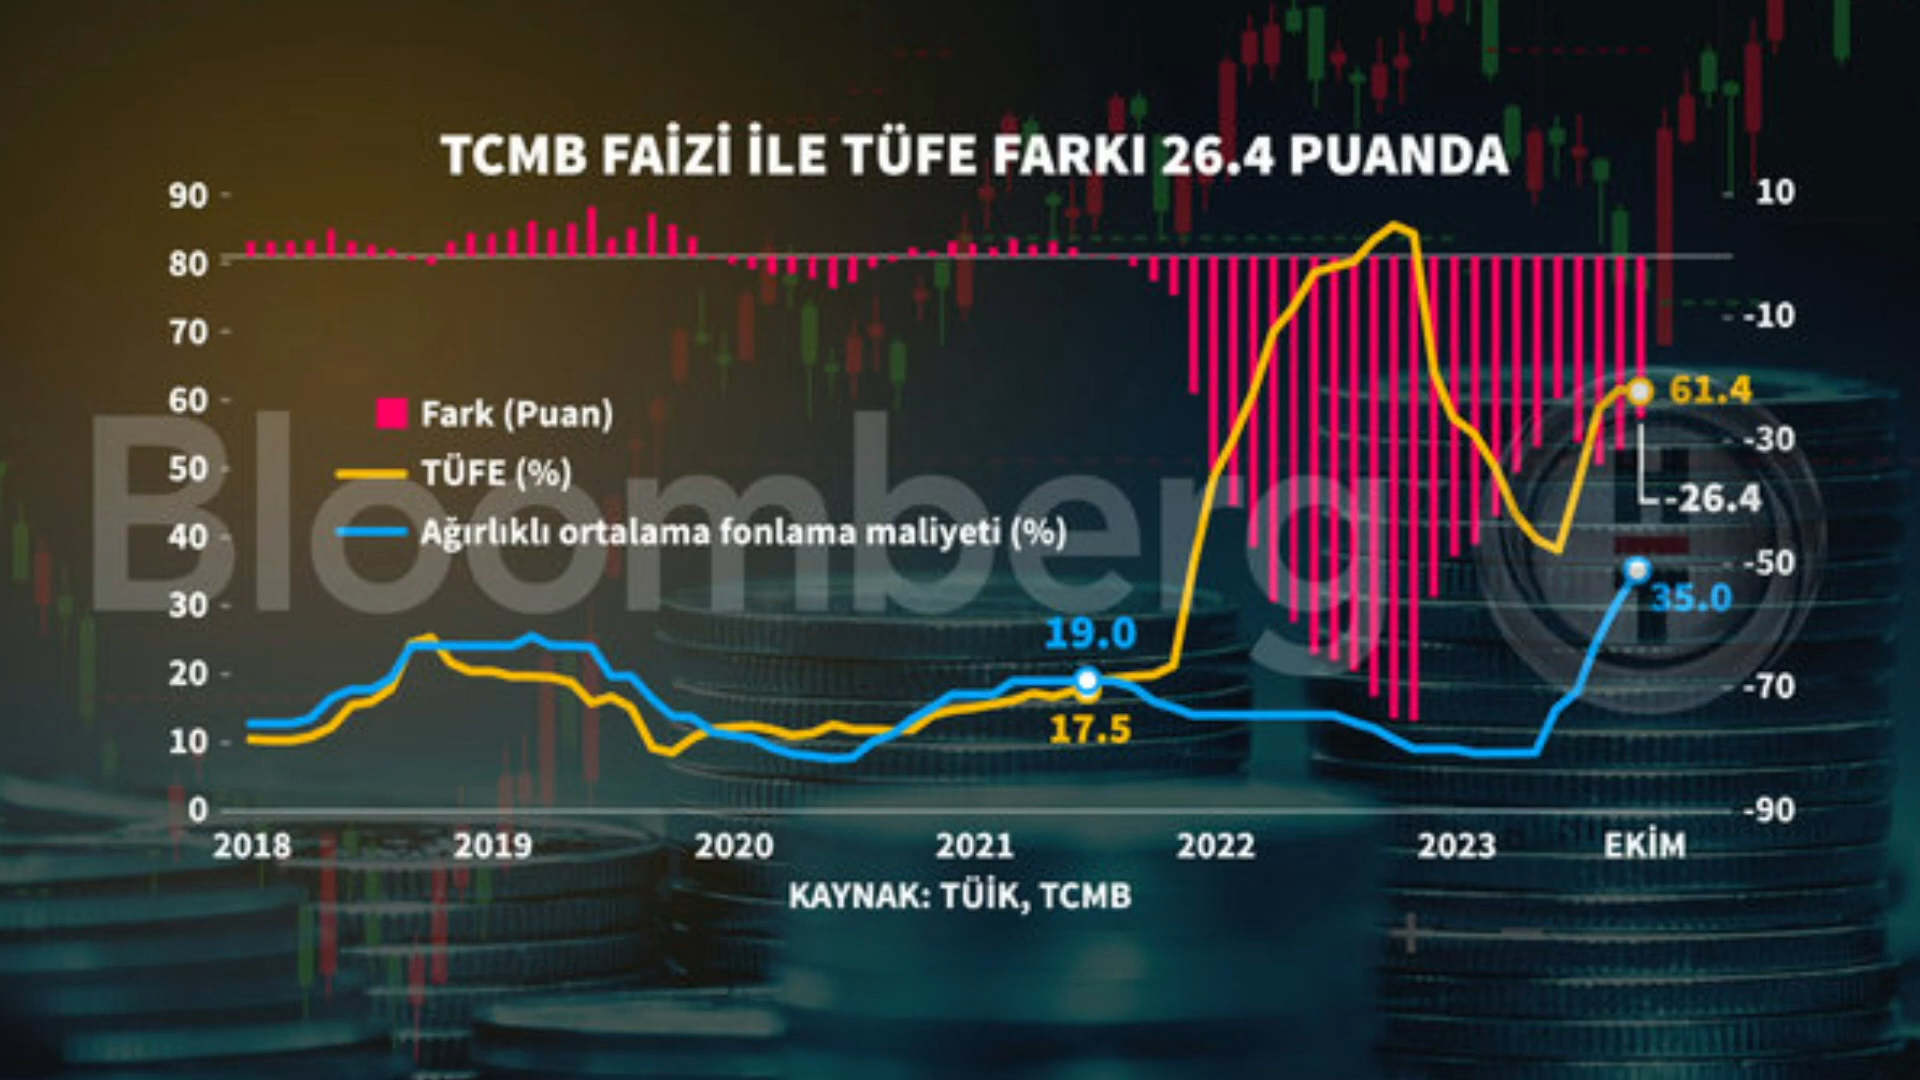 TCMB FAİZİ İLE TÜFE FARKI 26.4 PUANDA
90
80
70
60
50
40
30
20
10
0
10
-10
-30
-50
-70
-90
Fark (Puan)
TÜFE (%)
Ağırlıklı ortalama fonlama maliyeti (%)
Bloomberg
H
19.0
17.5
61.4
-26.4
35.0
2018 2019 2020 2021 2022 2023 EKİM
KAYNAK: TÜİK, TCMB